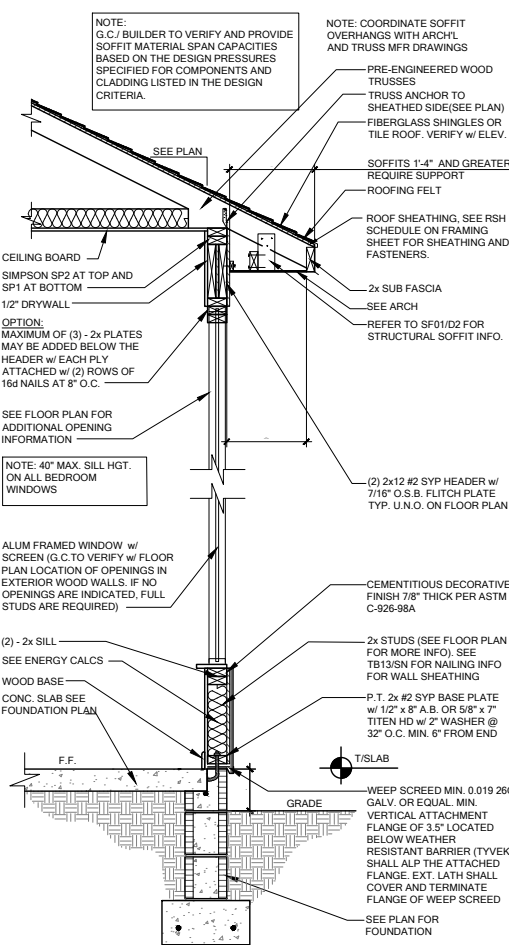 NOTE:
G.C./ BUILDER TO VERIFY AND PROVIDE
SOFFIT MATERIAL SPAN CAPACITIES
BASED ON THE DESIGN PRESSURES
SPECIFIED FOR COMPONENTS AND
CLADDING LISTED IN THE DESIGN
CRITERIA.
NOTE: COORDINATE SOFFIT
OVERHANGS WITH ARCH'L
AND TRUSS MFR DRAWINGS
PRE-ENGINEERED WOOD
TRUSSES
TRUSS ANCHOR TO
SHEATHED SIDE(SEE PLAN)
FIBERGLASS SHINGLES OR
TILE ROOF. VERIFY w/ ELEV.
SEE PLAN
SOFFITS 1'-4" AND GREATER
REQUIRE SUPPORT
ROOFING FELT
ROOF SHEATHING, SEE RSH
SCHEDULE ON FRAMING
SHEET FOR SHEATHING AND
FASTENERS.
2x SUB FASCIA
SEE ARCH
REFER TO SF01/D2 FOR
STRUCTURAL SOFFIT INFO.
CEILING BOARD
SIMPSON SP2 AT TOP AND
SP1 AT BOTTOM
1/2" DRYWALL
OPTION:
MAXIMUM OF (3) - 2x PLATES
MAY BE ADDED BELOW THE
HEADER w/ EACH PLY
ATTACHED w/ (2) ROWS OF
16d NAILS AT 8" O.C.
SEE FLOOR PLAN FOR
ADDITIONAL OPENING
INFORMATION
NOTE: 40" MAX. SILL HGT.
ON ALL BEDROOM
WINDOWS
(2) 2x12 #2 SYP HEADER w/
7/16" O.S.B. FLITCH PLATE
TYP. U.N.O. ON FLOOR PLAN
ALUM FRAMED WINDOW w/
SCREEN (G.C.TO VERIFY w/ FLOOR
PLAN LOCATION OF OPENINGS IN
EXTERIOR WOOD WALLS. IF NO
OPENINGS ARE INDICATED, FULL
STUDS ARE REQUIRED)
CEMENTITIOUS DECORATIVE
FINISH 7/8" THICK PER ASTM
C-926-98A
(2) - 2x SILL
SEE ENERGY CALCS
WOOD BASE
CONC. SLAB SEE
FOUNDATION PLAN
2x STUDS (SEE FLOOR PLAN
FOR MORE INFO). SEE
TB13/SN FOR NAILING INFO
FOR WALL SHEATHING
P.T. 2x #2 SYP BASE PLATE
w/ 1/2" x 8" A.B. OR 5/8" x 7"
TITEN HD w/ 2" WASHER @
32" O.C. MIN. 6" FROM END
F.F.
T/SLAB
GRADE
WEEP SCREED MIN. 0.019 26G
GALV. OR EQUAL. MIN.
VERTICAL ATTACHMENT
FLANGE OF 3.5" LOCATED
BELOW WEATHER
RESISTANT BARRIER (TYVEK
SHALL ALP THE ATTACHED
FLANGE. EXT. LATH SHALL
COVER AND TERMINATE
FLANGE OF WEEP SCREED
SEE PLAN FOR
FOUNDATION